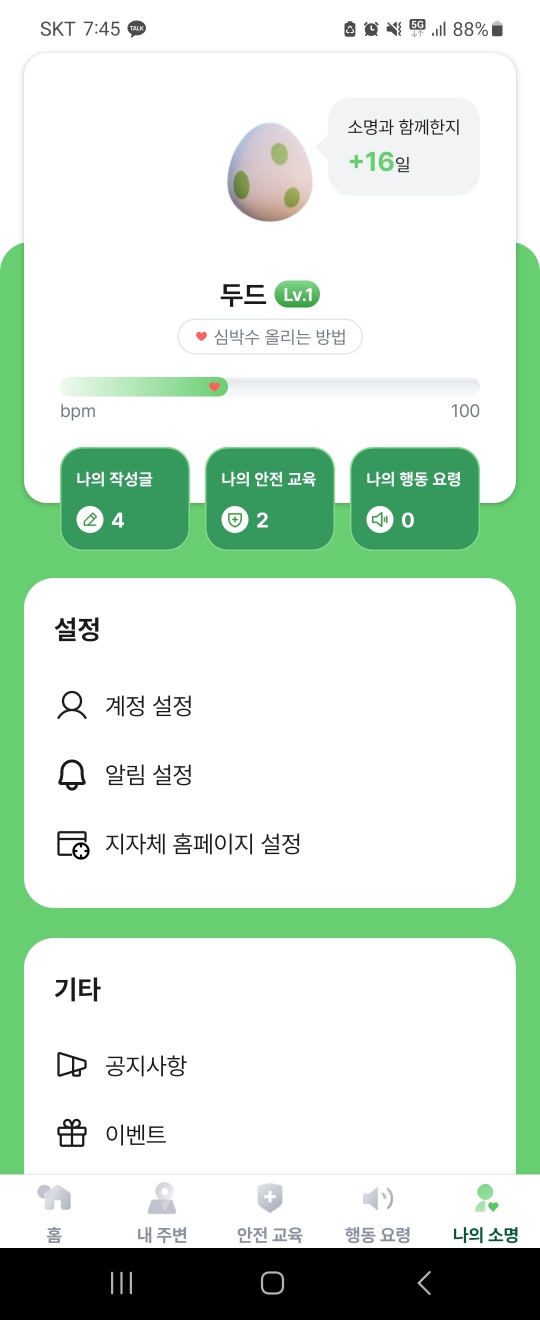 SKT 7:45 TALK 5G 88%
소명과 함께한지
+16일
두드 Lv.1
심박수 올리는 방법
bpm 100
나의 작성글 나의 안전 교육 나의 행동 요령
4 2 0
설정
계정 설정
알림 설정
지자체 홈페이지 설정
기타
공지사항
이벤트
홈 내 주변 안전 교육 행동 요령 나의 소명